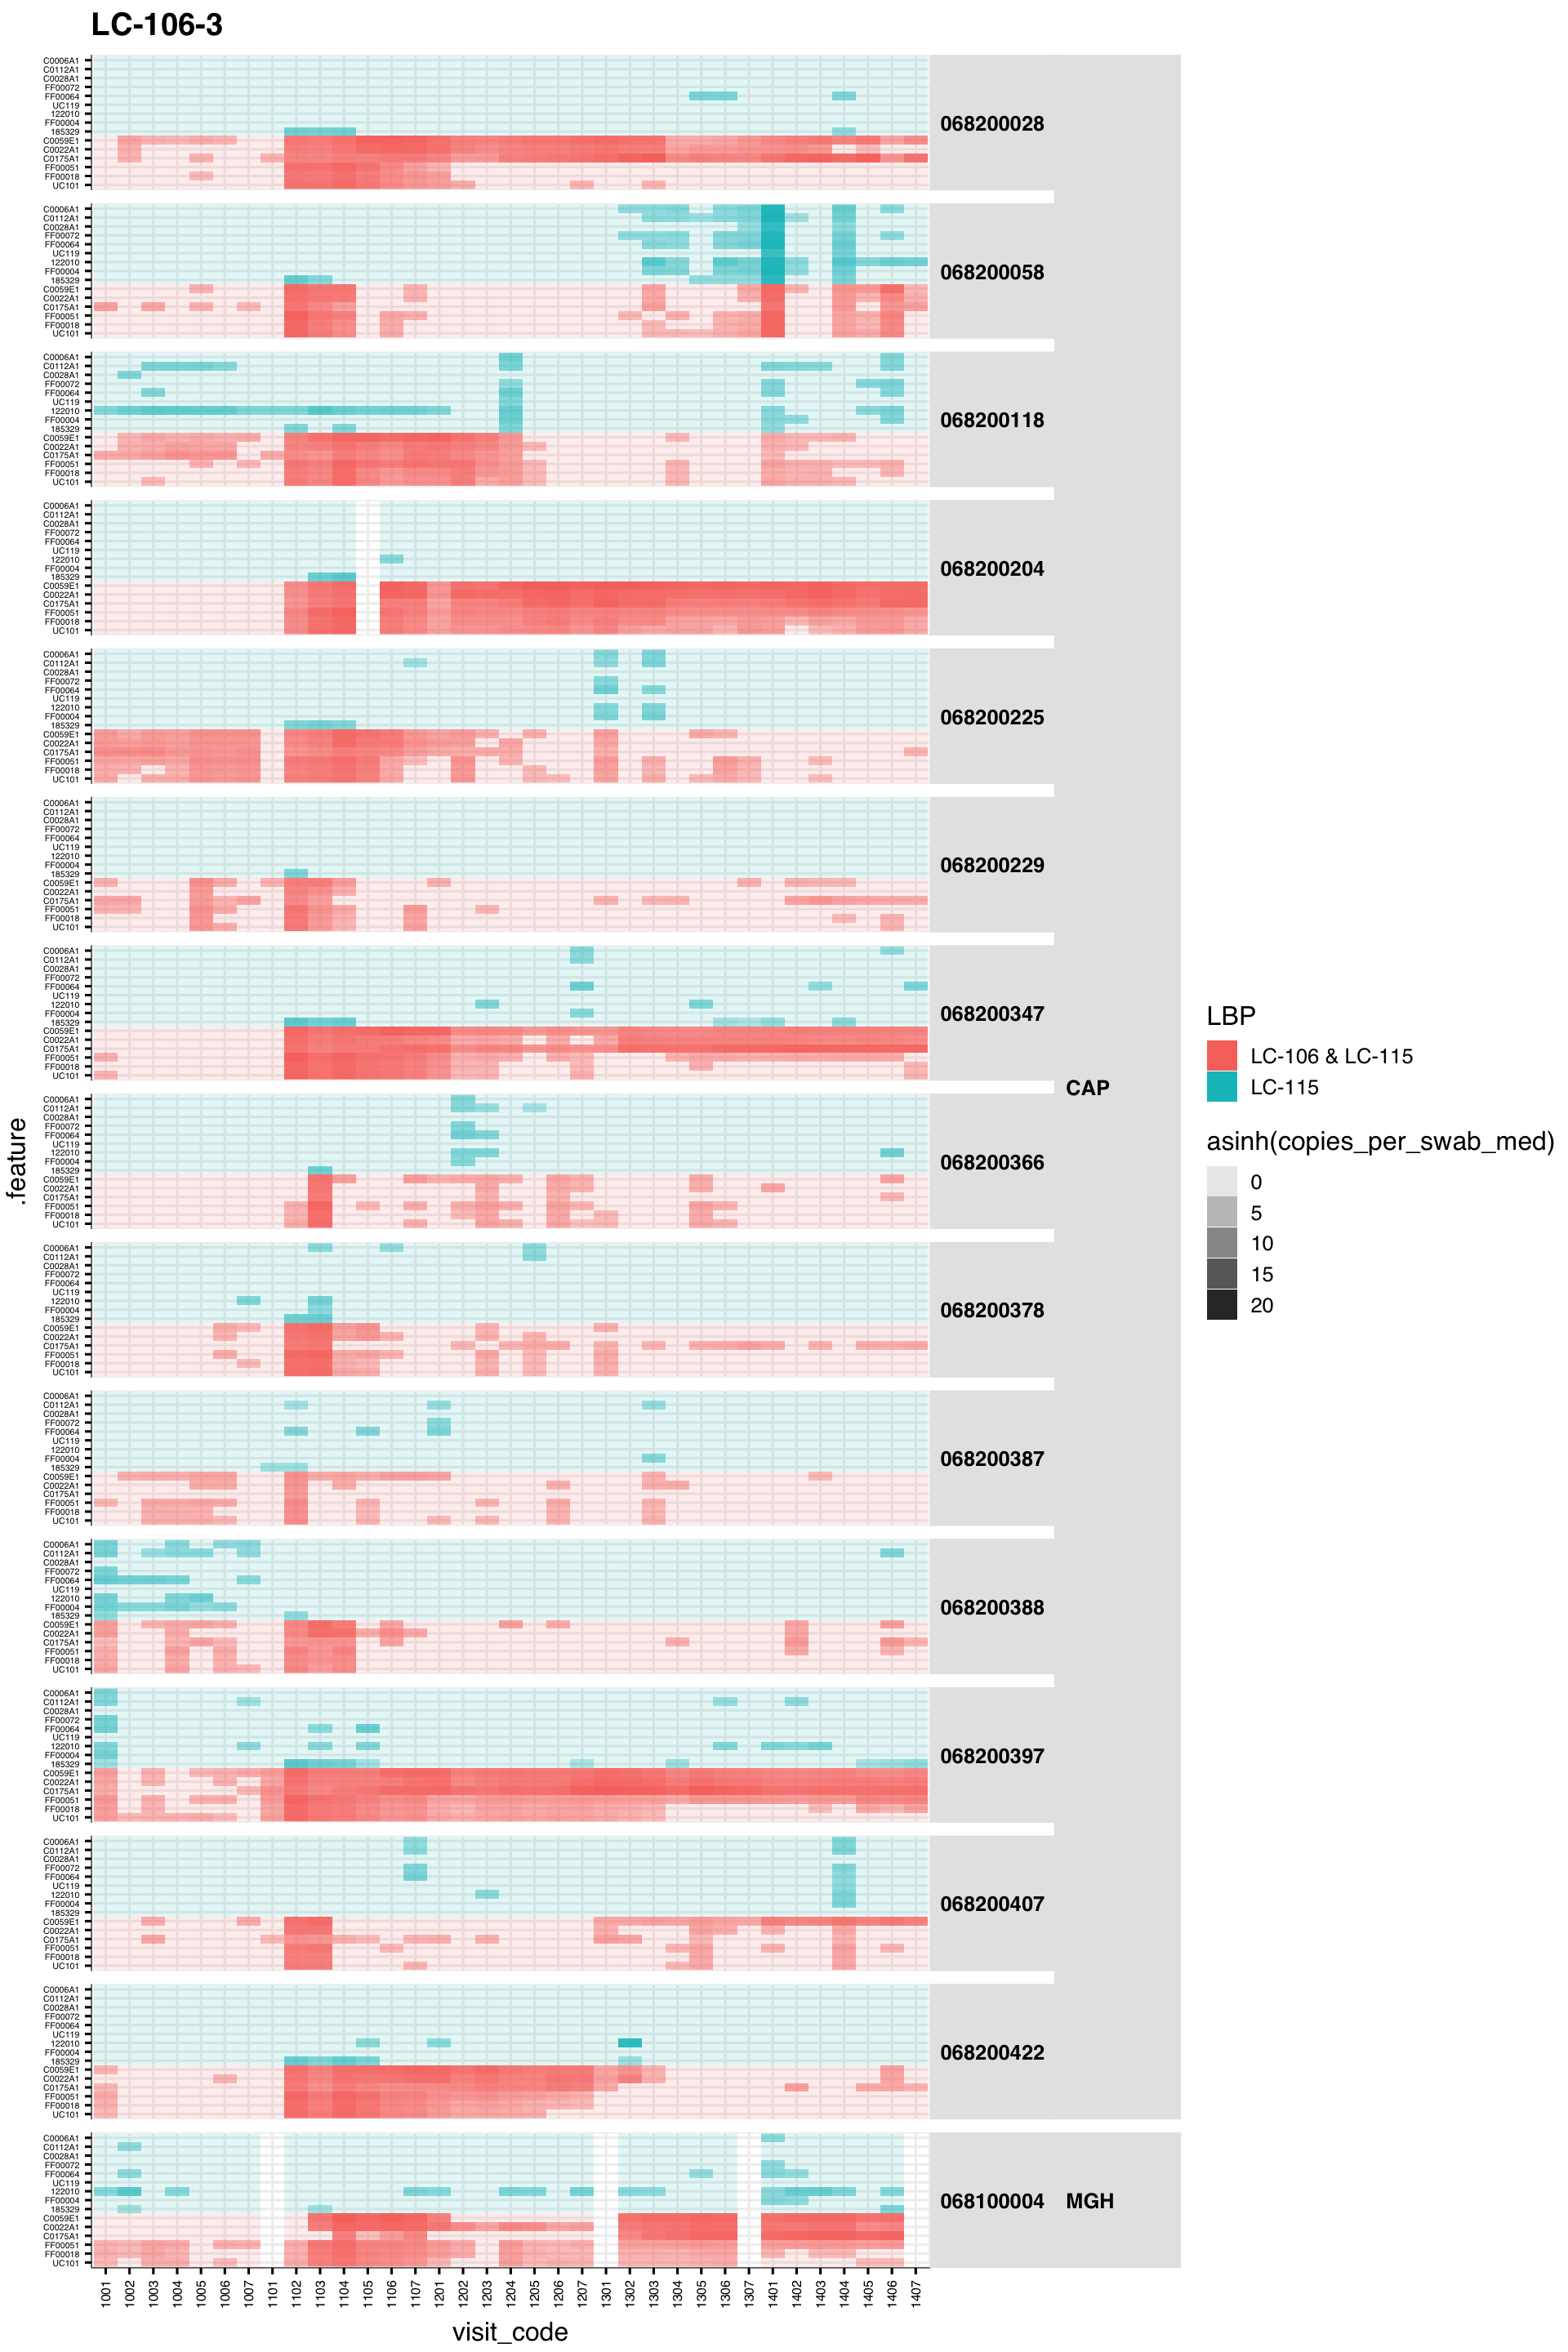 LC-106-3
C0006A1
C0112A1
C0028A1
FF00072
FF00064
UC119
122010
FF00004
185329
C0059E1
C0022A1
C0175A1
FF00051
FF00018
UC101
068200028
C0006A1
C0112A1
C0028A1
FF00072
FF00064
UC119
122010
FF00004
185329
C0059E1
C0022A1
C0175A1
FF00051
FF00018
UC101
068200058
C0006A1
C0112A1
C0028A1
FF00072
FF00064
UC119
122010
FF00004
185329
C0059E1
C0022A1
C0175A1
FF00051
FF00018
UC101
068200118
C0006A1
C0112A1
C0028A1
FF00072
FF00064
UC119
122010
FF00004
185329
C0059E1
C0022A1
C0175A1
FF00051
FF00018
UC101
068200204
C0006A1
C0112A1
C0028A1
FF00072
FF00064
UC119
122010
FF00004
185329
C0059E1
C0022A1
C0175A1
FF00051
FF00018
UC101
068200225
C0006A1
C0112A1
C0028A1
FF00072
FF00064
UC119
122010
FF00004
185329
C0059E1
C0022A1
C0175A1
FF00051
FF00018
UC101
068200229
C0006A1
C0112A1
C0028A1
FF00072
FF00064
UC119
122010
FF00004
185329
C0059E1
C0022A1
C0175A1
FF00051
FF00018
UC101
068200347
C0006A1
C0112A1
C0028A1
FF00072
FF00064
UC119
122010
FF00004
185329
C0059E1
C0022A1
C0175A1
FF00051
FF00018
UC101
068200366
C0006A1
C0112A1
C0028A1
FF00072
FF00064
UC119
122010
FF00004
185329
C0059E1
C0022A1
C0175A1
FF00051
FF00018
UC101
068200378
C0006A1
C0112A1
C0028A1
FF00072
FF00064
UC119
122010
FF00004
185329
C0059E1
C0022A1
C0175A1
FF00051
FF00018
UC101
068200387
C0006A1
C0112A1
C0028A1
FF00072
FF00064
UC119
122010
FF00004
185329
C0059E1
C0022A1
C0175A1
FF00051
FF00018
UC101
068200388
C0006A1
C0112A1
C0028A1
FF00072
FF00064
UC119
122010
FF00004
185329
C0059E1
C0022A1
C0175A1
FF00051
FF00018
UC101
068200397
C0006A1
C0112A1
C0028A1
FF00072
FF00064
UC119
122010
FF00004
185329
C0059E1
C0022A1
C0175A1
FF00051
FF00018
UC101
068200407
C0006A1
C0112A1
C0028A1
FF00072
FF00064
UC119
122010
FF00004
185329
C0059E1
C0022A1
C0175A1
FF00051
FF00018
UC101
068200422
CAP
C0006A1
C0112A1
C0028A1
FF00072
FF00064
UC119
122010
FF00004
185329
C0059E1
C0022A1
C0175A1
FF00051
FF00018
UC101
068100004 MGH
.feature
1001 1002 1003 1004 1005 1006 1007 1101 1102 1103 1104 1105 1106 1107 1201 1202 1203 1204 1205 1206 1207 1301 1302 1303 1304 1305 1306 1307 1401 1402 1403 1404 1405 1406 1407
visit_code
LBP
LC-106 & LC-115
LC-115
asinh(copies_per_swab_med)
0
5
10
15
20